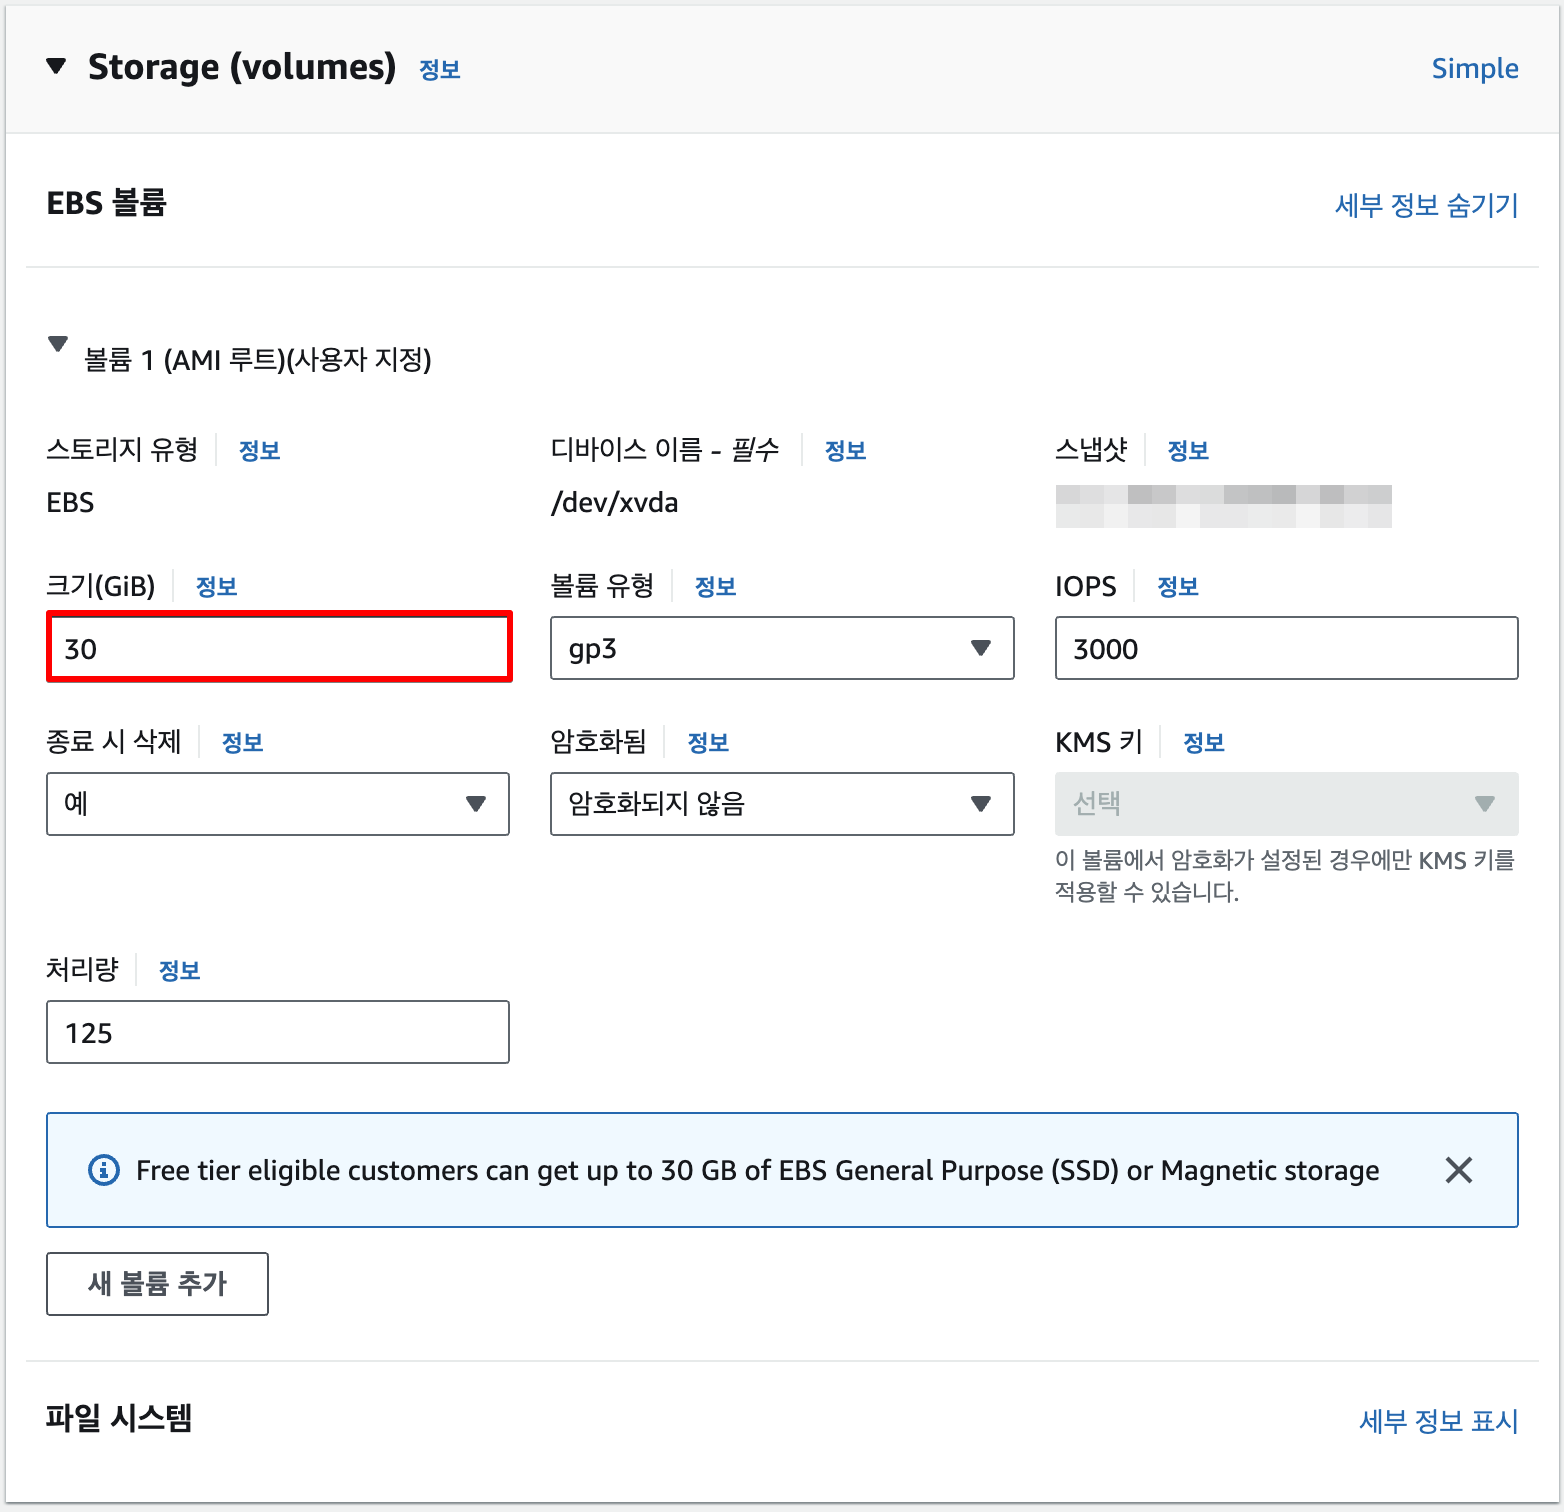 Storage (volumes) 정보
Simple
EBS 볼륨
세부 정보 숨기기
볼륨 1 (AMI 루트)(사용자 지정)
스토리지 유형 정보
디바이스 이름 - 필수 정보
스냅샷 정보
EBS
/dev/xvda
크기(GiB) 정보
볼륨 유형 정보
IOPS 정보
30
gp3
3000
종료 시 삭제 정보
암호화됨 정보
KMS 키 정보
예
암호화되지 않음
선택
이 볼륨에서 암호화가 설정된 경우에만 KMS 키를
적용할 수 있습니다.
처리량 정보
125
Free tier eligible customers can get up to 30 GB of EBS General Purpose (SSD) or Magnetic storage
새 볼륨 추가
파일 시스템
세부 정보 표시